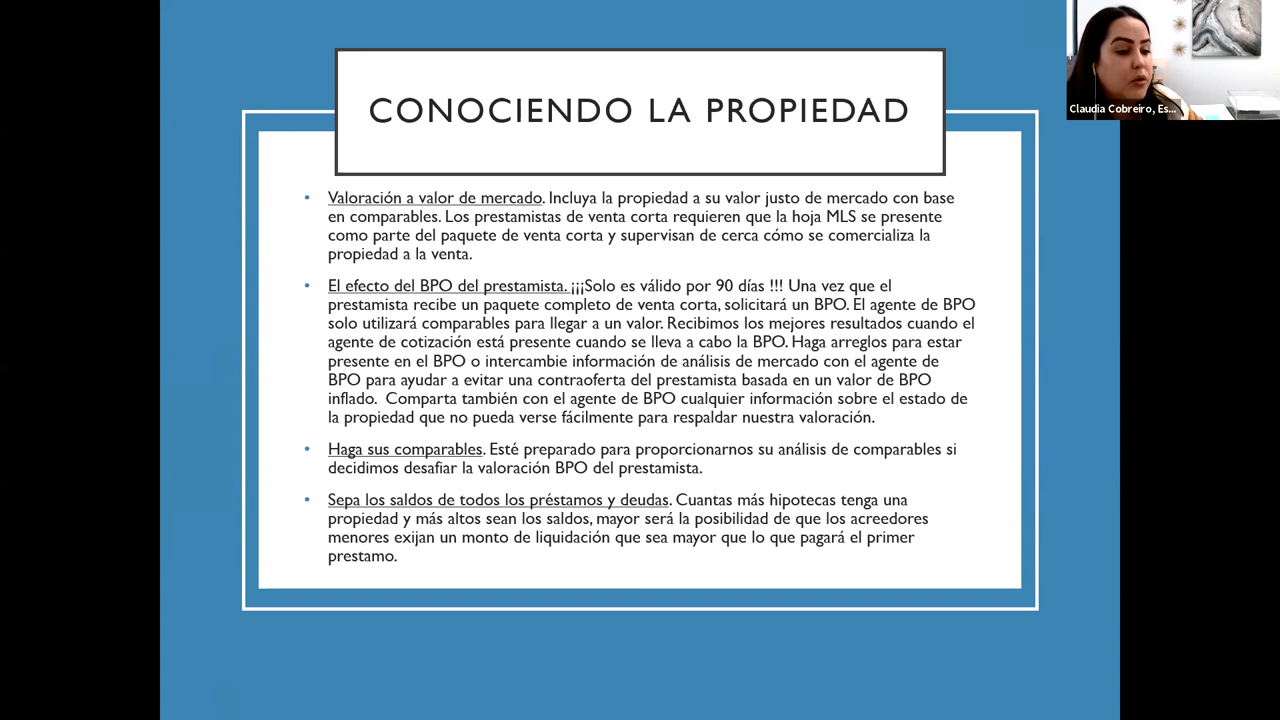 CONOCIENDO LA PROPIEDAD
Claudia Cobreiro, Es...
• Valoración a valor de mercado. Incluya la propiedad a su valor justo de mercado con base
en comparables. Los prestamistas de venta corta requieren que la hoja MLS se presente
como parte del paquete de venta corta y supervisan de cerca cómo se comercializa la
propiedad a la venta.
• El efecto del BPO del prestamista. ¡¡¡Solo es válido por 90 días !!! Una vez que el
prestamista recibe un paquete completo de venta corta, solicitará un BPO. El agente de BPO
solo utilizará comparables para llegar a un valor. Recibimos los mejores resultados cuando el
agente de cotización está presente cuando se lleva a cabo la BPO. Haga arreglos para estar
presente en el BPO o intercambie información de análisis de mercado con el agente de
BPO para ayudar a evitar una contraoferta del prestamista basada en un valor de BPO
inflado.  Comparta también con el agente de BPO cualquier información sobre el estado de
la propiedad que no pueda verse fácilmente para respaldar nuestra valoración.
• Haga sus comparables. Esté preparado para proporcionarnos su análisis de comparables si
decidimos desafiar la valoración BPO del prestamista.
• Sepa los saldos de todos los préstamos y deudas. Cuantas más hipotecas tenga una
propiedad y más altos sean los saldos, mayor será la posibilidad de que los acreedores
menores exijan un monto de liquidación que sea mayor que lo que pagará el primer
prestamo.